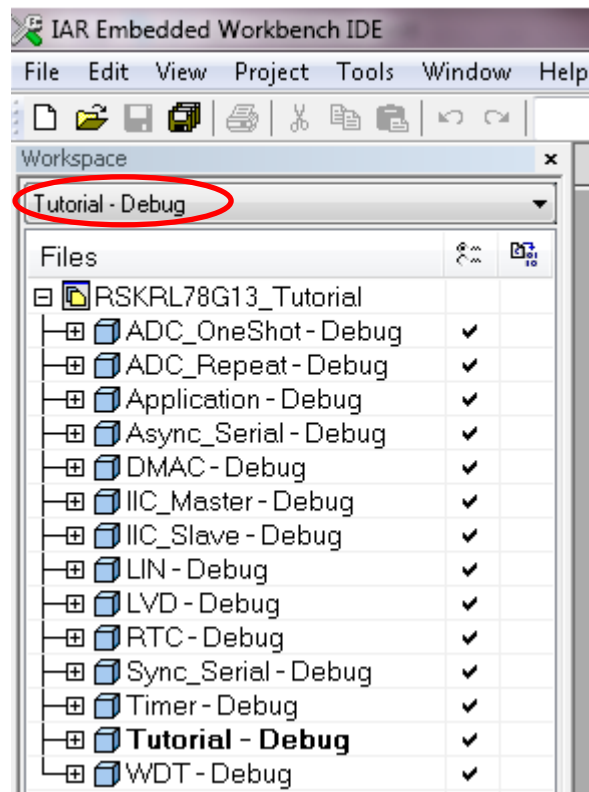 IAR Embedded Workbench IDE
File Edit View Project Tools Window Help
Workspace
Tutorial - Debug
Files
RSKRL78G13_Tutorial
ADC_OneShot - Debug
ADC_Repeat - Debug
Application - Debug
Async_Serial - Debug
DMAC - Debug
IIC_Master - Debug
IIC_Slave - Debug
LIN - Debug
LVD - Debug
RTC - Debug
Sync_Serial - Debug
Timer - Debug
Tutorial - Debug
WDT - Debug